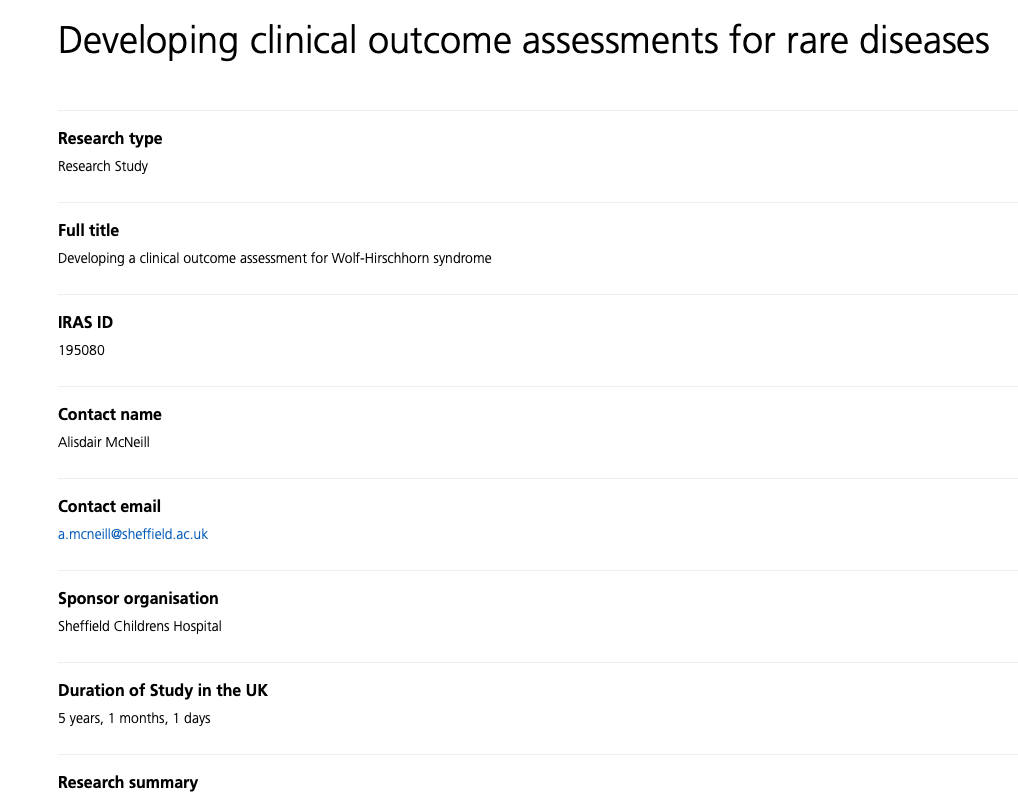 Developing clinical outcome assessments for rare diseases
Research type
Research Study
Full title
Developing a clinical outcome assessment for Wolf-Hirschhorn syndrome
IRAS ID
195080
Contact name
Alisdair McNeill
Contact email
a.mcneill@sheffield.ac.uk
Sponsor organisation
Sheffield Childrens Hospital
Duration of Study in the UK
5 years, 1 months, 1 days
Research summary